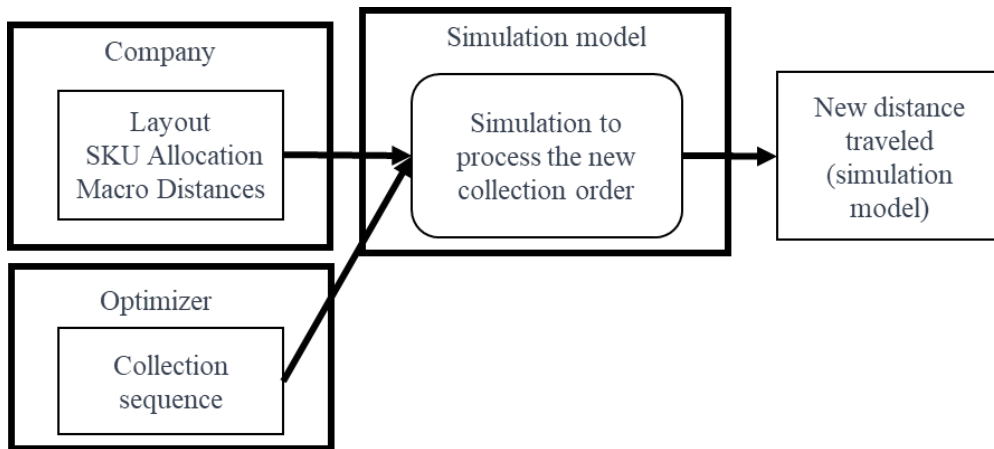 Company
Layout
SKU Allocation
Macro Distances
Optimizer
Collection
sequence
Simulation model
Simulation to
process the new
collection order
New distance
traveled
(simulation
model)